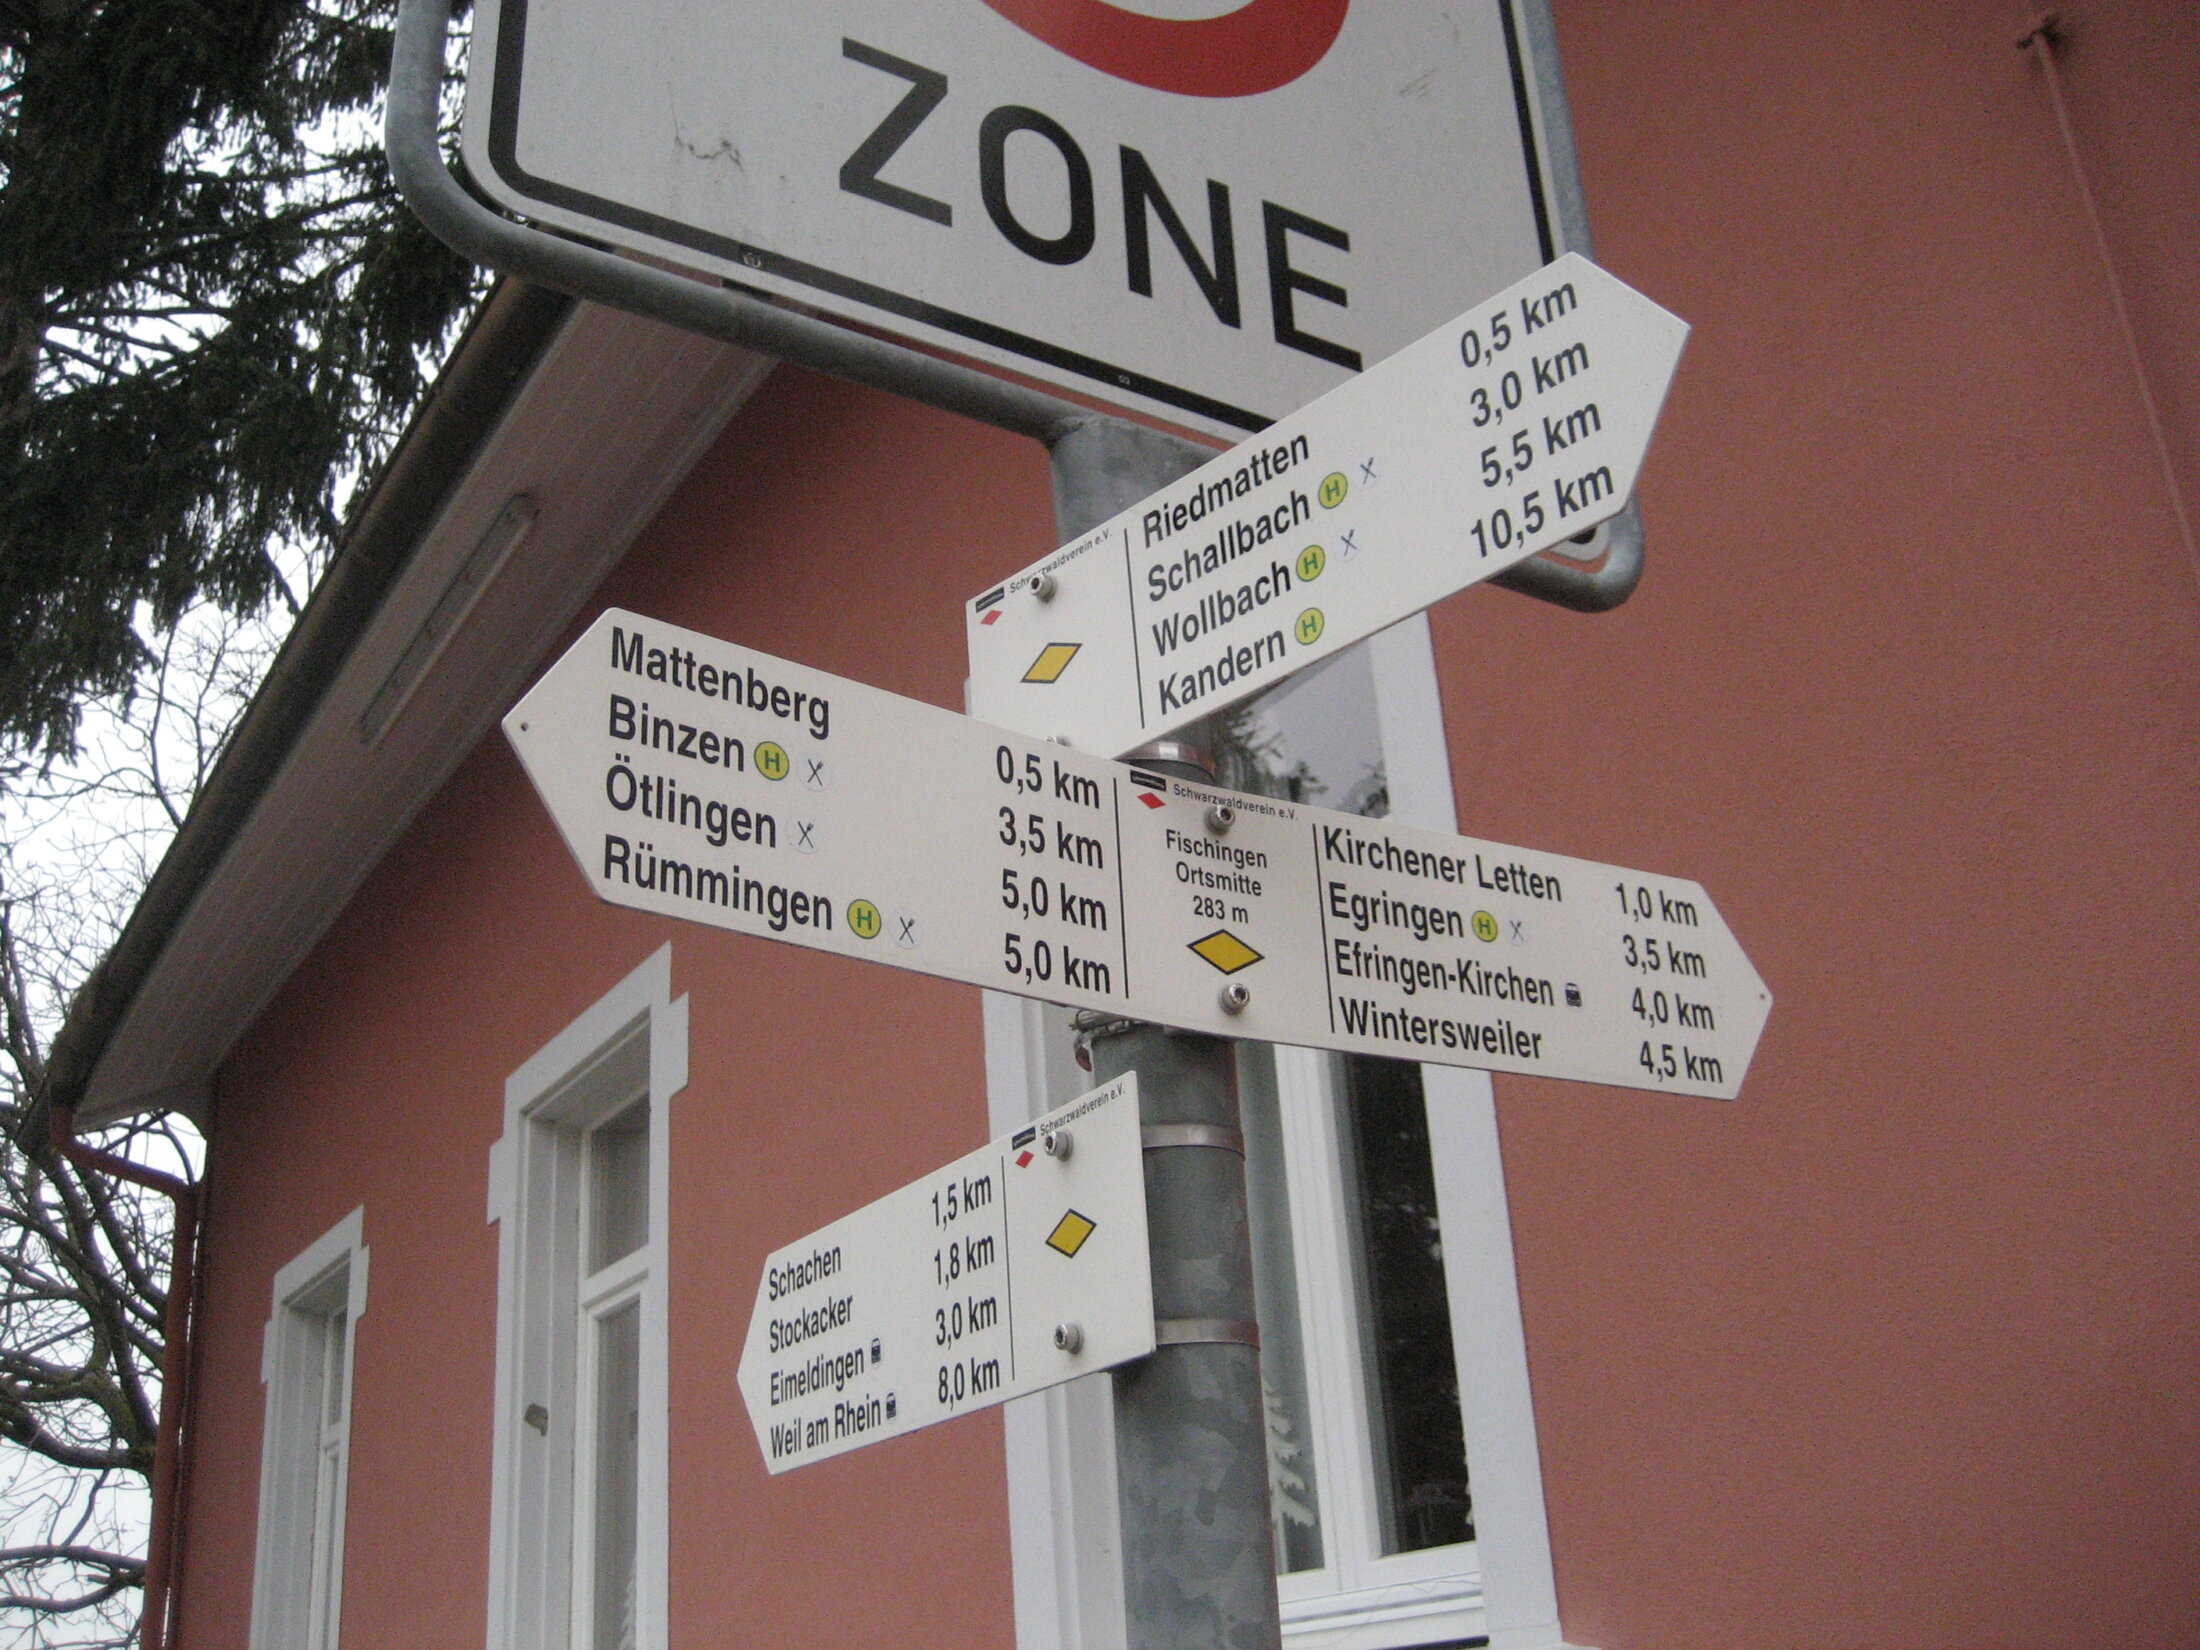 ZONE
Schwarzwaldverein e.V.
Riedmatten 0,5 km
Schallbach H 3,0 km
Wollbach H 5,5 km
Kandern H 10,5 km
Mattenberg 0,5 km
Binzen H 3,5 km
Ötlingen 5,0 km
Rümmingen H 5,0 km
Schwarzwaldverein e.V.
Fischingen
Ortsmitte
283 m
Kirchener Letten 1,0 km
Egringen H 3,5 km
Efringen-Kirchen 4,0 km
Wintersweiler 4,5 km
Schwarzwaldverein e.V.
Schachen 1,5 km
Stockacker 1,8 km
Eimeldingen 3,0 km
Weil am Rhein 8,0 km